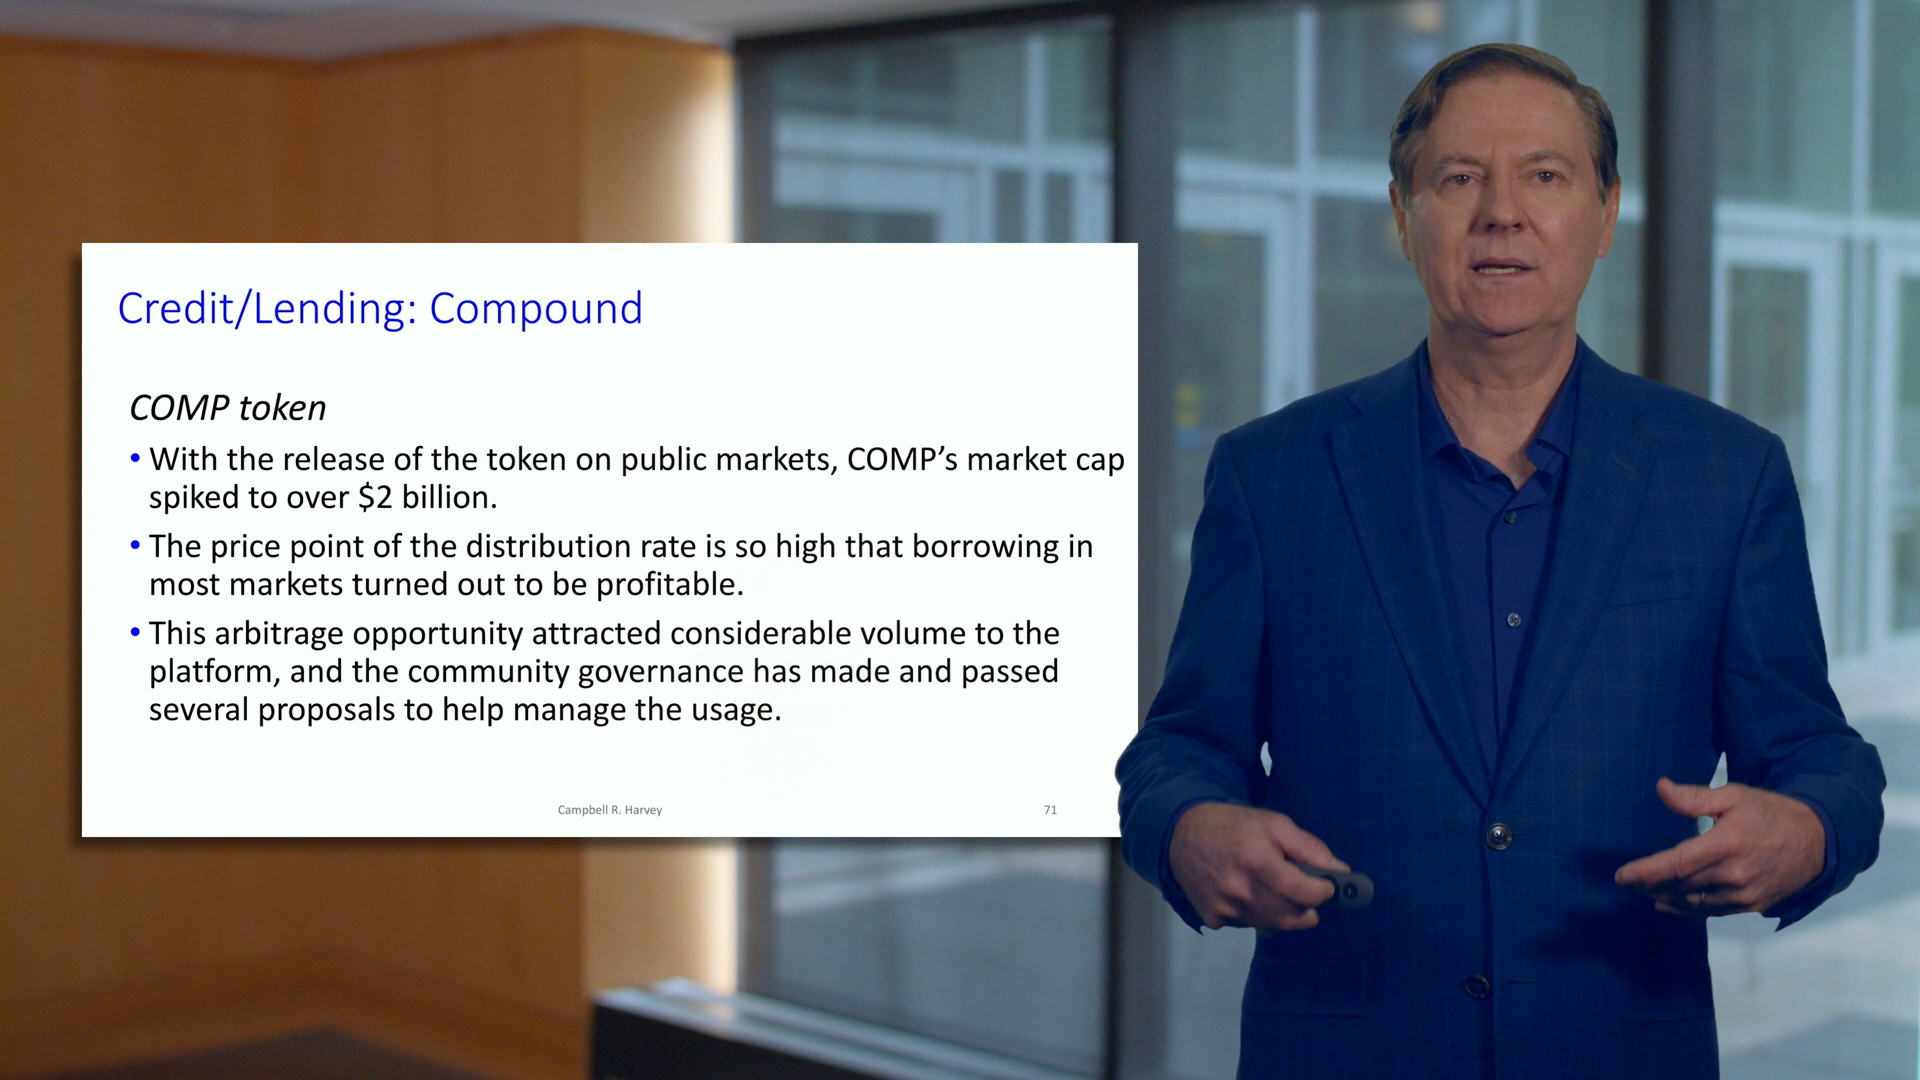 Credit/Lending: Compound
COMP token
• With the release of the token on public markets, COMP’s market cap
spiked to over $2 billion.
• The price point of the distribution rate is so high that borrowing in
most markets turned out to be profitable.
• This arbitrage opportunity attracted considerable volume to the
platform, and the community governance has made and passed
several proposals to help manage the usage.
Campbell R. Harvey
71